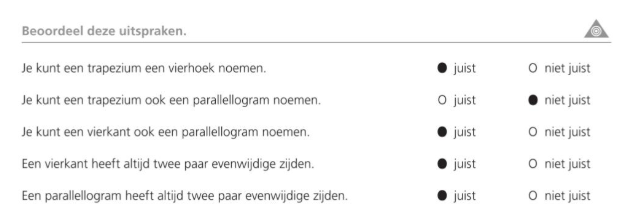 Beoordeel deze uitspraken.
Je kunt een trapezium een vierhoek noemen. ● juist O niet juist
Je kunt een trapezium ook een parallellogram noemen. O juist ● niet juist
Je kunt een vierkant ook een parallellogram noemen. ● juist O niet juist
Een vierkant heeft altijd twee paar evenwijdige zijden. ● juist O niet juist
Een parallellogram heeft altijd twee paar evenwijdige zijden. ● juist O niet juist